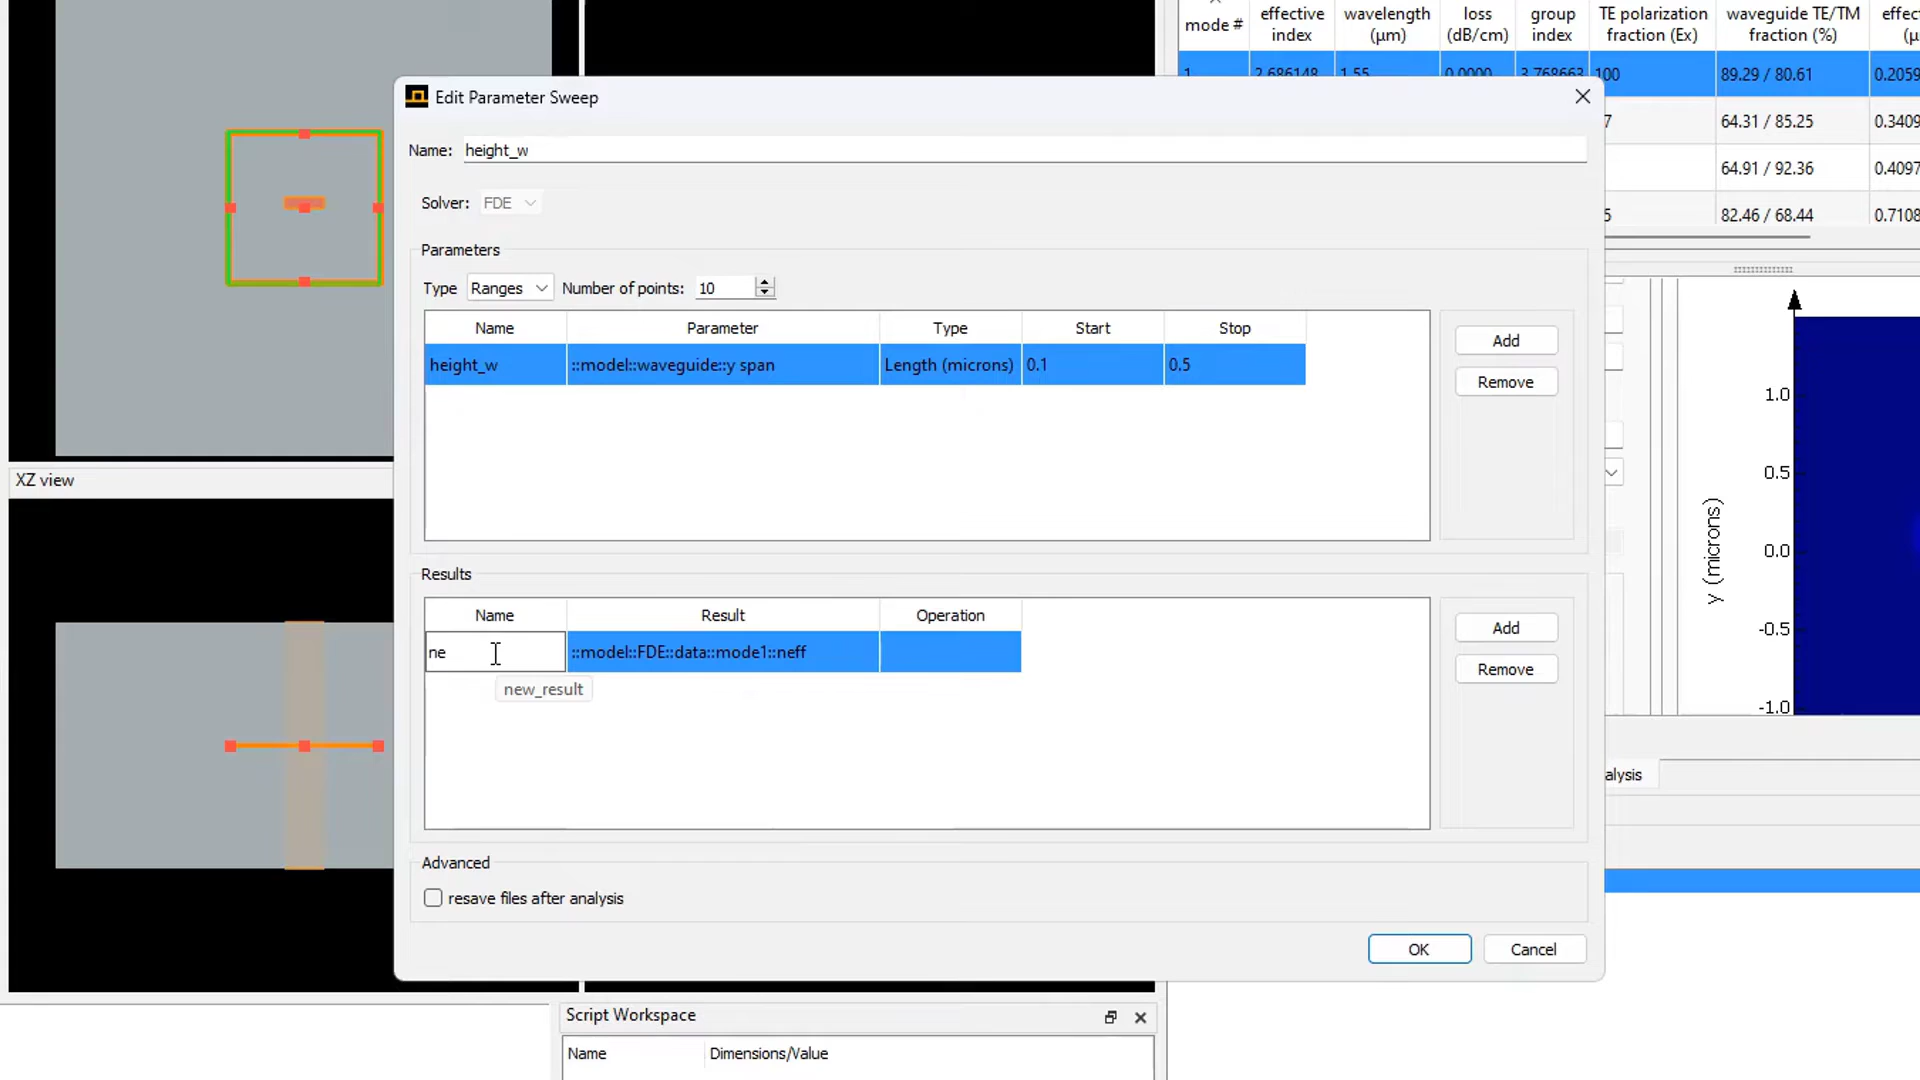 mode #
effective index
wavelength (μm)
loss (dB/cm)
group index
TE polarization fraction (Ex)
waveguide TE/TM fraction (%)
1 2.686148 1.55 0.0000 3.768663 100 89.29 / 80.61 0.2059
64.31 / 85.25 0.3409
64.91 / 92.36 0.4097
82.46 / 68.44 0.7108
Edit Parameter Sweep
Name: height_w
Solver: FDE
Parameters
Type Ranges Number of points: 10
Name Parameter Type Start Stop
height_w ::model::waveguide::y span Length (microns) 0.1 0.5
Add
Remove
Results
Name Result Operation
ne ::model::FDE::data::mode1::neff
new_result
Add
Remove
Advanced
resave files after analysis
OK Cancel
XZ view
1.0
0.5
0.0
-0.5
-1.0
y (microns)
alysis
Script Workspace
Name Dimensions/Value